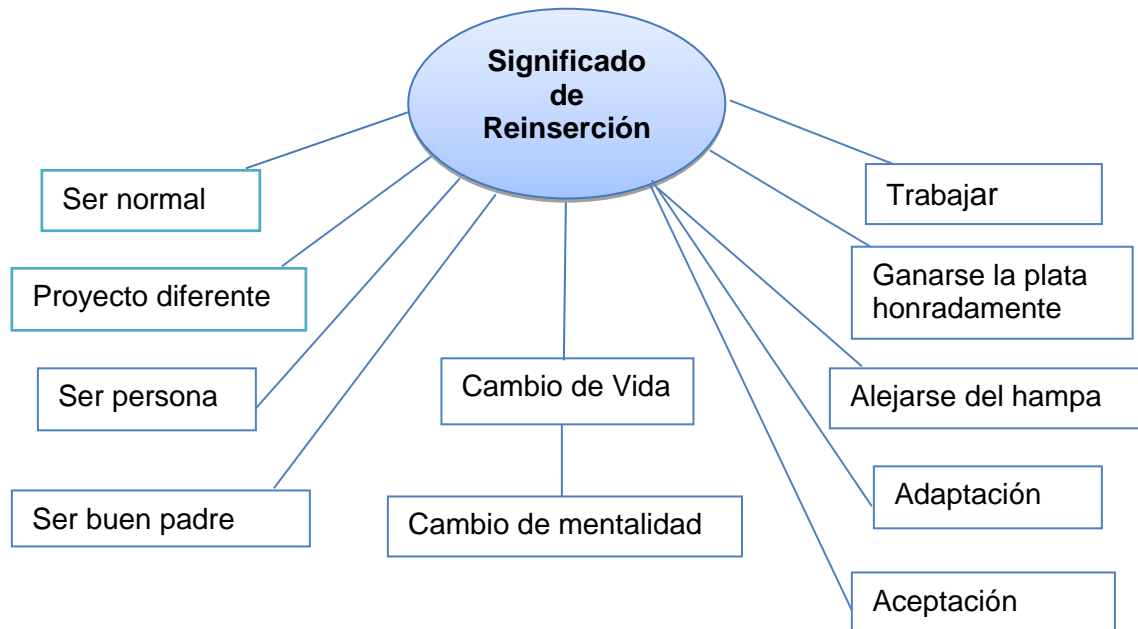 Significado
de
Reinserción
Ser normal
Trabajar
Proyecto diferente
Ganarse la plata
honradamente
Ser persona
Cambio de Vida
Alejarse del hampa
Ser buen padre
Cambio de mentalidad
Adaptación
Aceptación